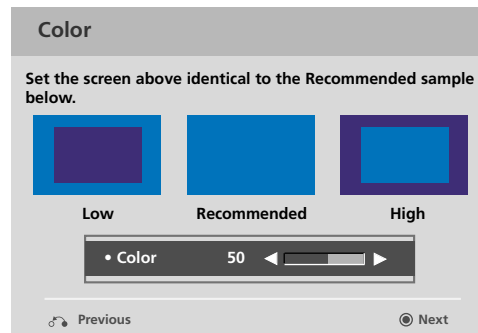 Color
Set the screen above identical to the Recommended sample
below.
Low Recommended High
• Color 50
Previous Next